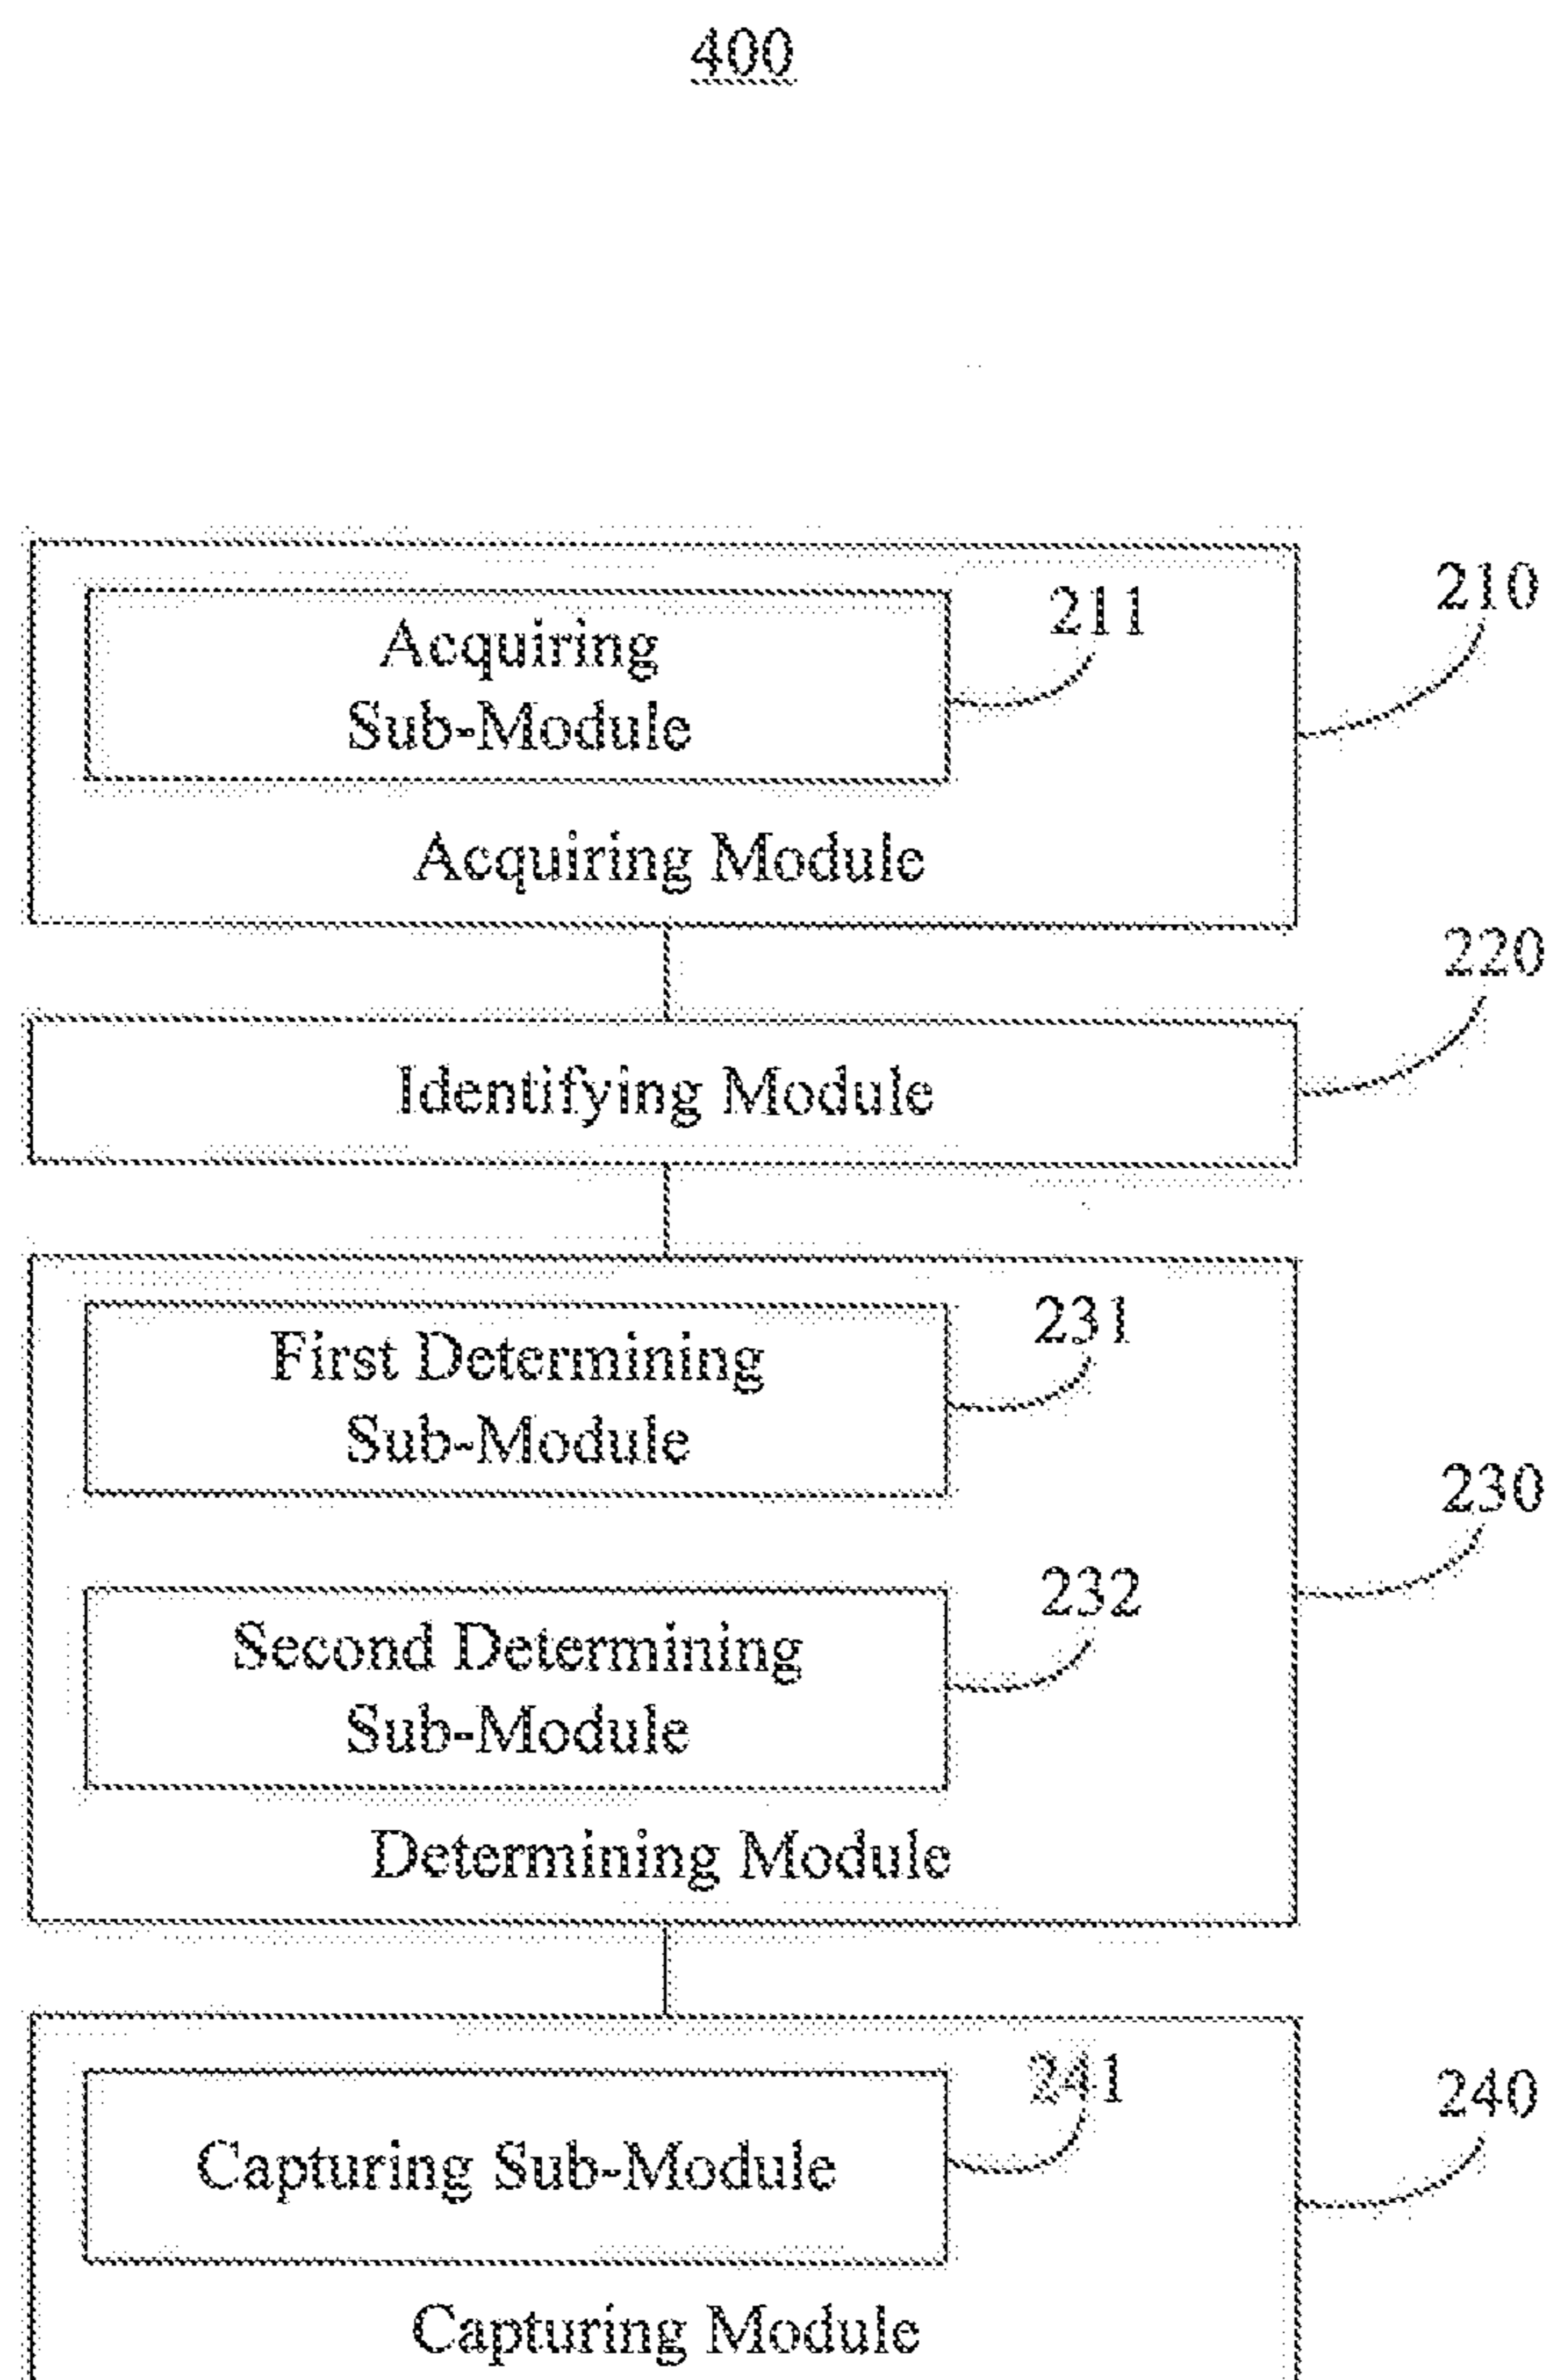 400
Acquiring
Sub-Module
211
210
Acquiring Module
220
Identifying Module
First Determining
Sub-Module
231
230
Second Determining
Sub-Module
232
Determining Module
Capturing Sub-Module
241
240
Capturing Module